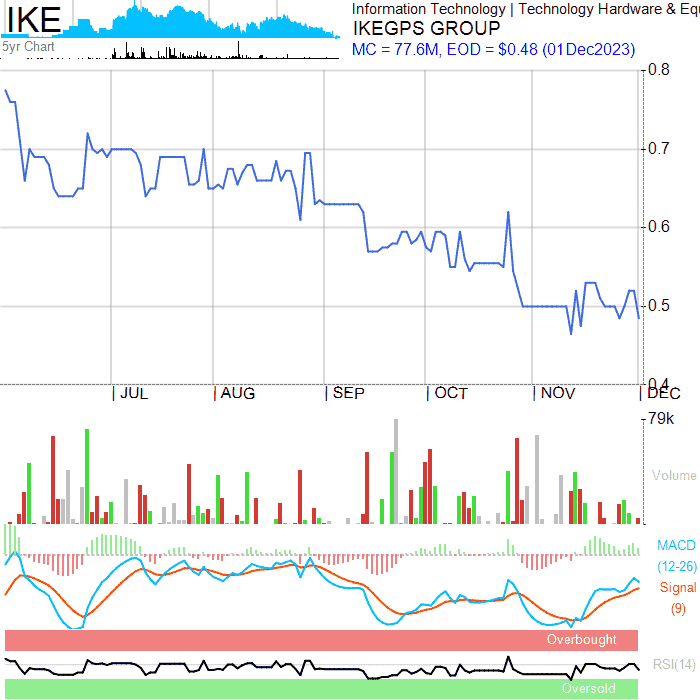 IKE
5yr Chart
Information Technology | Technology Hardware & Equ
IKEGPS GROUP
MC = 77.6M, EOD = $0.48 (01Dec2023)
0.8
0.7
0.6
0.5
0.4
| JUL | AUG | SEP | OCT | NOV | DEC
79k
Volume
MACD
(12-26)
Signal
(9)
Overbought
RSI(14)
Oversold